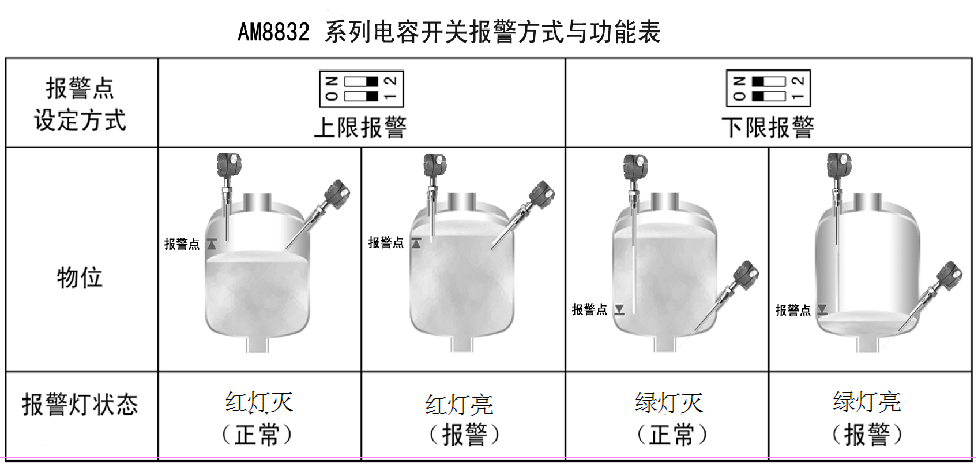 AM8832 系列电容开关报警方式与功能表
报警点
设定方式
ON
1 2
上限报警
ON
1 2
下限报警
物位
报警点
报警点
报警点
报警点
报警灯状态
红灯灭
（正常）
红灯亮
（报警）
绿灯灭
（正常）
绿灯亮
（报警）